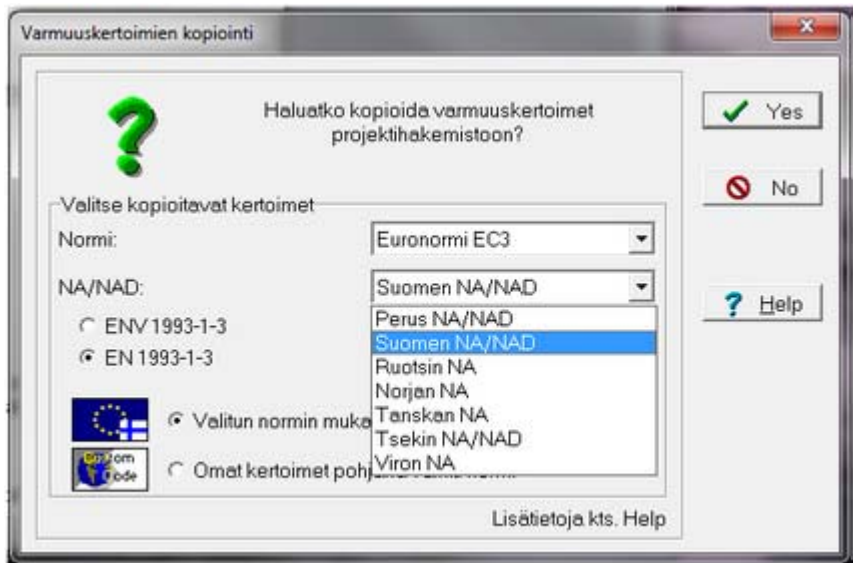 Varmuuskertoimien kopiointi
Haluatko kopioida varmuuskertoimet
projektihakemistoon?
Yes
No
Help
Valitse kopioitavat kertoimet
Normi:
Euronormi EC3
NA/NAD:
Suomen NA/NAD
ENV 1993-1-3
EN 1993-1-3
Perus NA/NAD
Suomen NA/NAD
Ruotsin NA
Norjan NA
Tanskan NA
Tsekin NA/NAD
Viron NA
Valitun normin muka
Omat kertoimet
Lisätietoja kts. Help